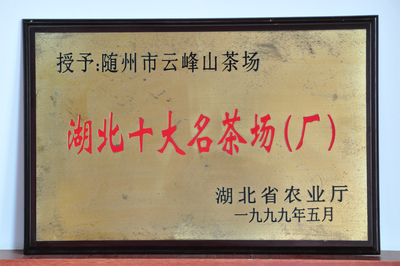 授予:随州市云峰山茶场
湖北十大名茶场(厂)
湖北省农业厅
一九九九年五月